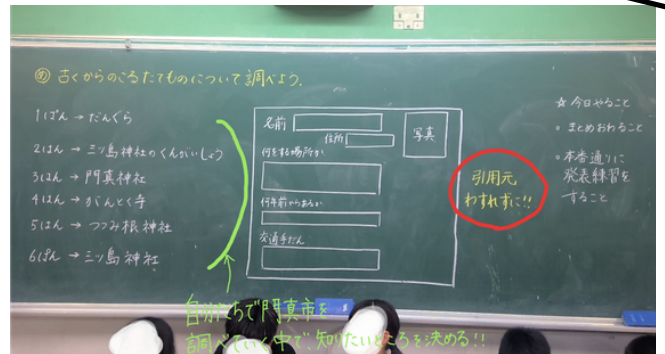 め 古くからのこるたてものについて調べよう.
1ぱん → だんぐら
2はん → 三ツ島神社のくんがいしょう
3ぱん → 門真神社
4はん → がんとく寺
5はん → つつみ根神社
6ぱん → 三ツ島神社
名前
住所
写真
何をする場所か
何年前からあるか
交通手だん
引用元
わすれずに!!
☆ 今日やること
。まとめおわること
。本番通りに
発表練習を
すること
自分たちで門真市を
調べていく中で、知りたいところを決める!!